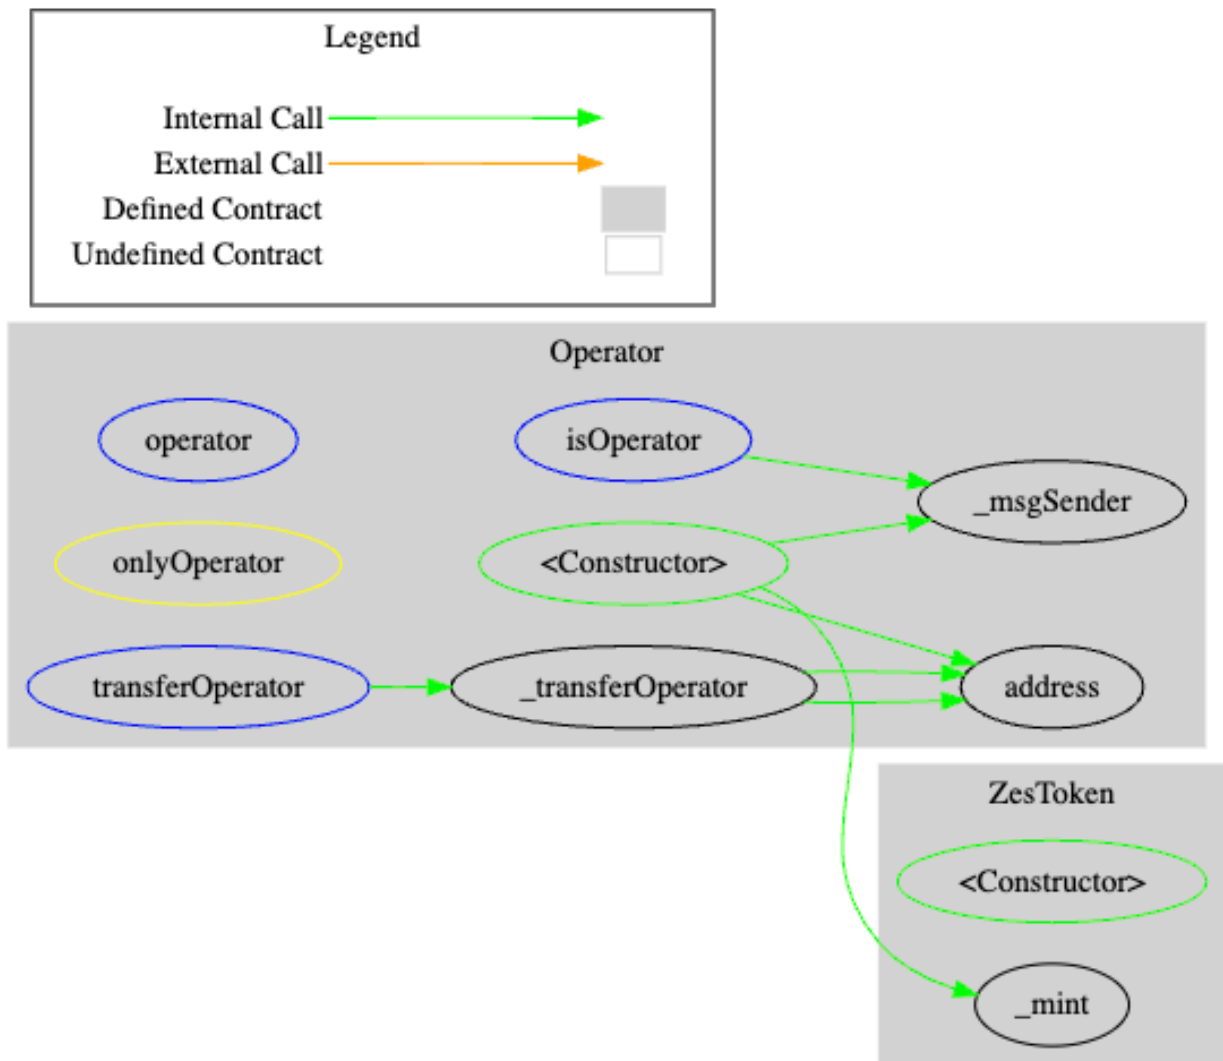 Legend
Internal Call
External Call
Defined Contract
Undefined Contract
Operator
operator
isOperator
_msgSender
onlyOperator
<Constructor>
transferOperator
_transferOperator
address
ZesToken
<Constructor>
_mint